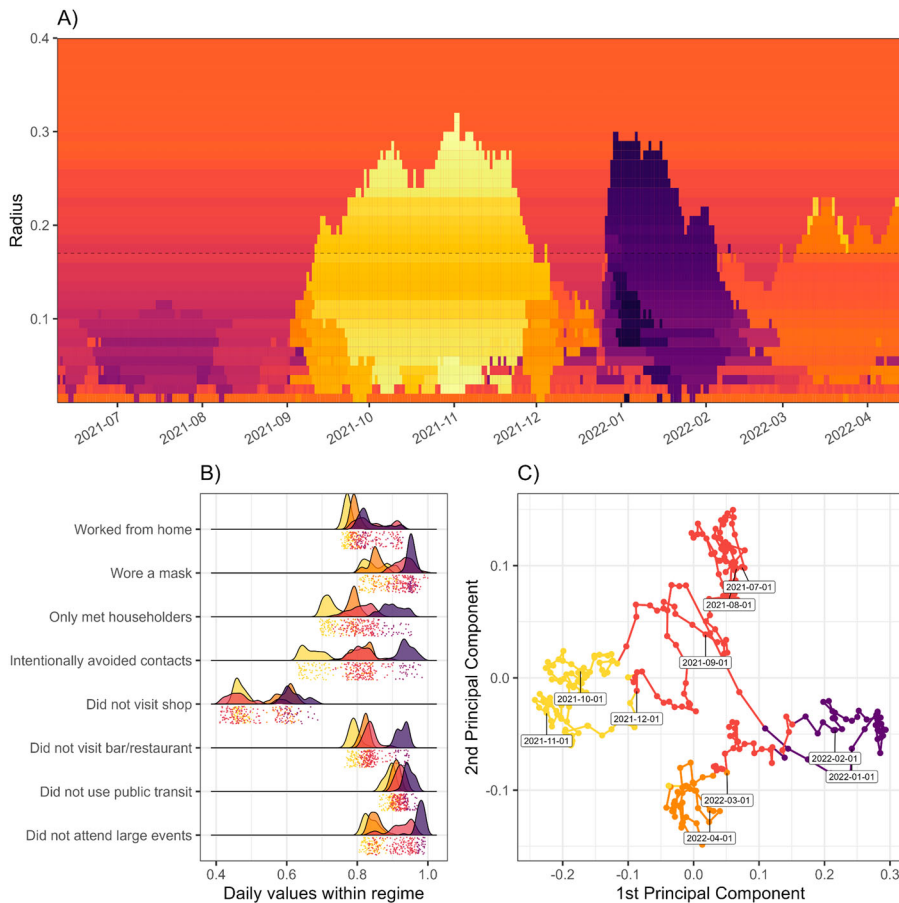 A)
0.4
0.3
0.2
0.1
Radius
2021-07
2021-08
2021-09
2021-10
2021-11
2021-12
2022-01
2022-02
2022-03
2022-04
B)
Worked from home
Wore a mask
Only met householders
Intentionally avoided contacts
Did not visit shop
Did not visit bar/restaurant
Did not use public transit
Did not attend large events
0.4 0.6 0.8 1.0
Daily values within regime
C)
2nd Principal Component
0.1
0.0
-0.1
2021-07-01
2021-08-01
2021-09-01
2021-10-01
2021-12-01
2021-11-01
2022-02-01
2022-01-01
2022-03-01
2022-04-01
-0.2 -0.1 0.0 0.1 0.2 0.3
1st Principal Component